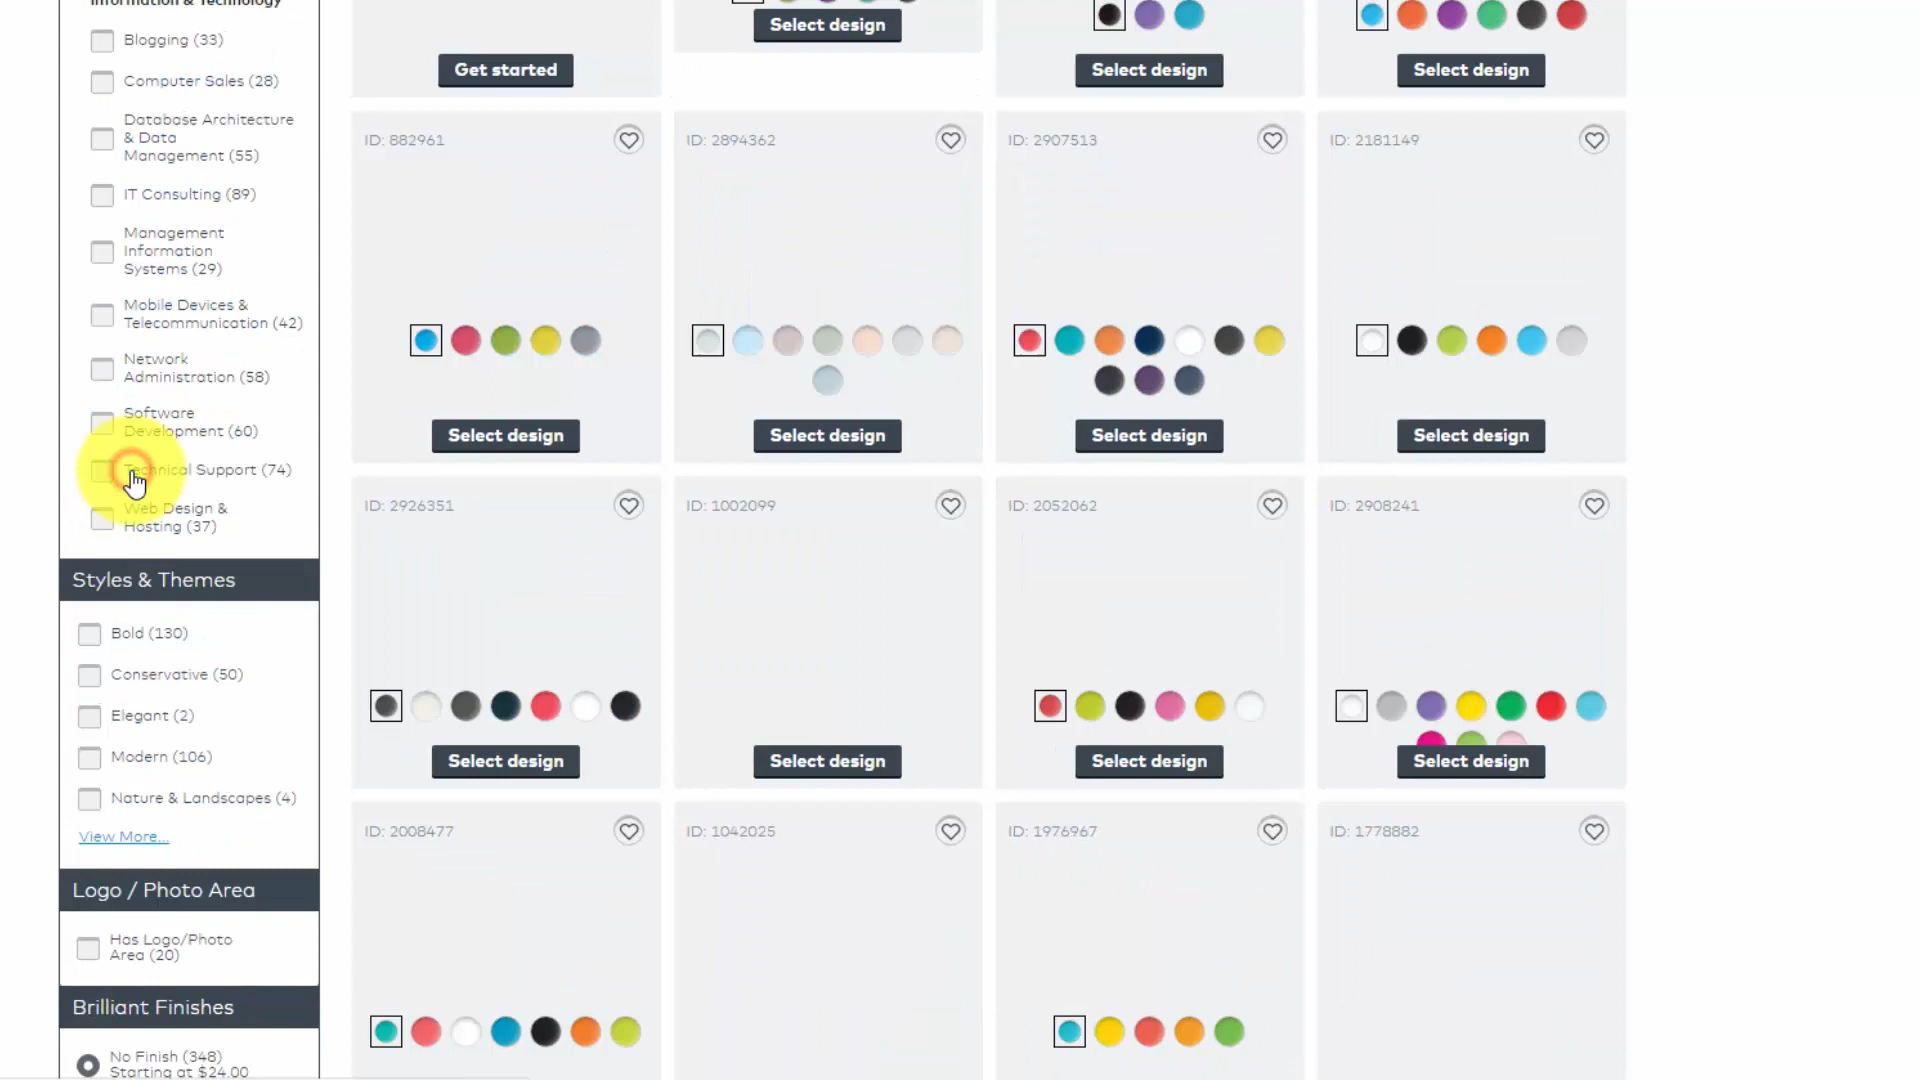 Information & Technology
Blogging (33)
Computer Sales (28)
Database Architecture
& Data
Management (55)
IT Consulting (89)
Management
Information
Systems (29)
Mobile Devices &
Telecommunication (42)
Network
Administration (58)
Software
Development (60)
Technical Support (74)
Web Design &
Hosting (37)
Styles & Themes
Bold (130)
Conservative (50)
Elegant (2)
Modern (106)
Nature & Landscapes (4)
View More...
Logo / Photo Area
Has Logo/Photo
Area (20)
Brilliant Finishes
No Finish (348)
Starting at $24.00
Get started
Select design
Select design
Select design
ID: 882961
ID: 2894362
ID: 2907513
ID: 2181149
Select design
Select design
Select design
Select design
ID: 2926351
ID: 1002099
ID: 2052062
ID: 2908241
Select design
Select design
Select design
Select design
ID: 2008477
ID: 1042025
ID: 1976967
ID: 1778882